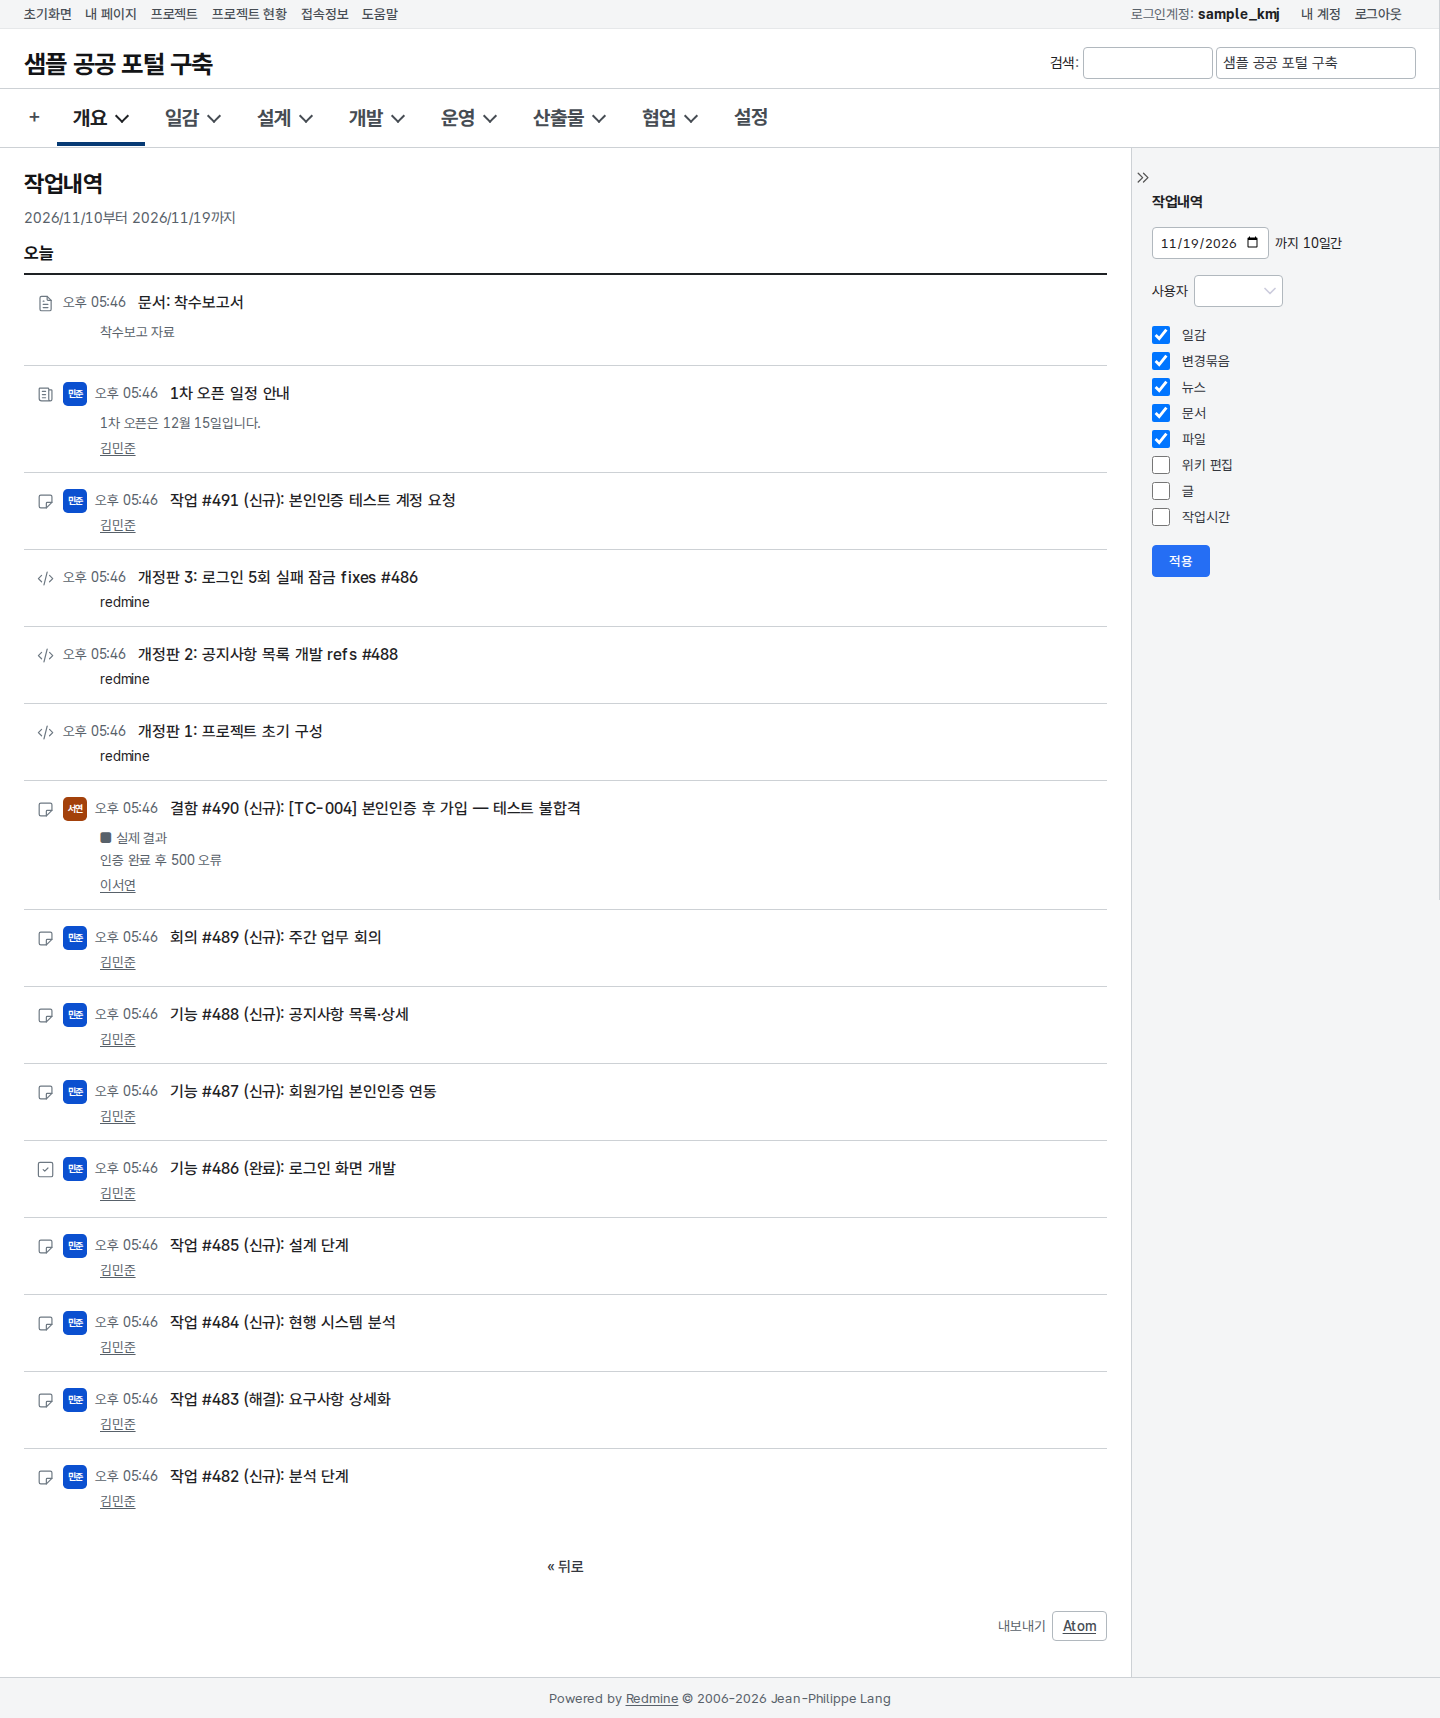 초기화면 내 페이지 프로젝트 프로젝트 현황 접속정보 도움말 로그인계정: sample_kmj 내 계정 로그아웃
샘플 공공 포털 구축 검색: 샘플 공공 포털 구축
+ 개요 일감 설계 개발 운영 산출물 협업 설정
작업내역
2026/11/10부터 2026/11/19까지
오늘
오후 05:46 문서: 착수보고서
착수보고 자료
민준 오후 05:46 1차 오픈 일정 안내
1차 오픈은 12월 15일입니다.
김민준
민준 오후 05:46 작업 #491 (신규): 본인인증 테스트 계정 요청
김민준
오후 05:46 개정판 3: 로그인 5회 실패 잠금 fixes #486
redmine
오후 05:46 개정판 2: 공지사항 목록 개발 refs #488
redmine
오후 05:46 개정판 1: 프로젝트 초기 구성
redmine
서연 오후 05:46 결함 #490 (신규): [TC-004] 본인인증 후 가입 — 테스트 불합격
■ 실제 결과
인증 완료 후 500 오류
이서연
민준 오후 05:46 회의 #489 (신규): 주간 업무 회의
김민준
민준 오후 05:46 기능 #488 (신규): 공지사항 목록·상세
김민준
민준 오후 05:46 기능 #487 (신규): 회원가입 본인인증 연동
김민준
민준 오후 05:46 기능 #486 (완료): 로그인 화면 개발
김민준
민준 오후 05:46 작업 #485 (신규): 설계 단계
김민준
민준 오후 05:46 작업 #484 (신규): 현행 시스템 분석
김민준
민준 오후 05:46 작업 #483 (해결): 요구사항 상세화
김민준
민준 오후 05:46 작업 #482 (신규): 분석 단계
김민준
« 뒤로
내보내기 Atom
작업내역
11/19/2026 까지 10일간
사용자
일감
변경묶음
뉴스
문서
파일
위키 편집
글
작업시간
적용
Powered by Redmine © 2006-2026 Jean-Philippe Lang